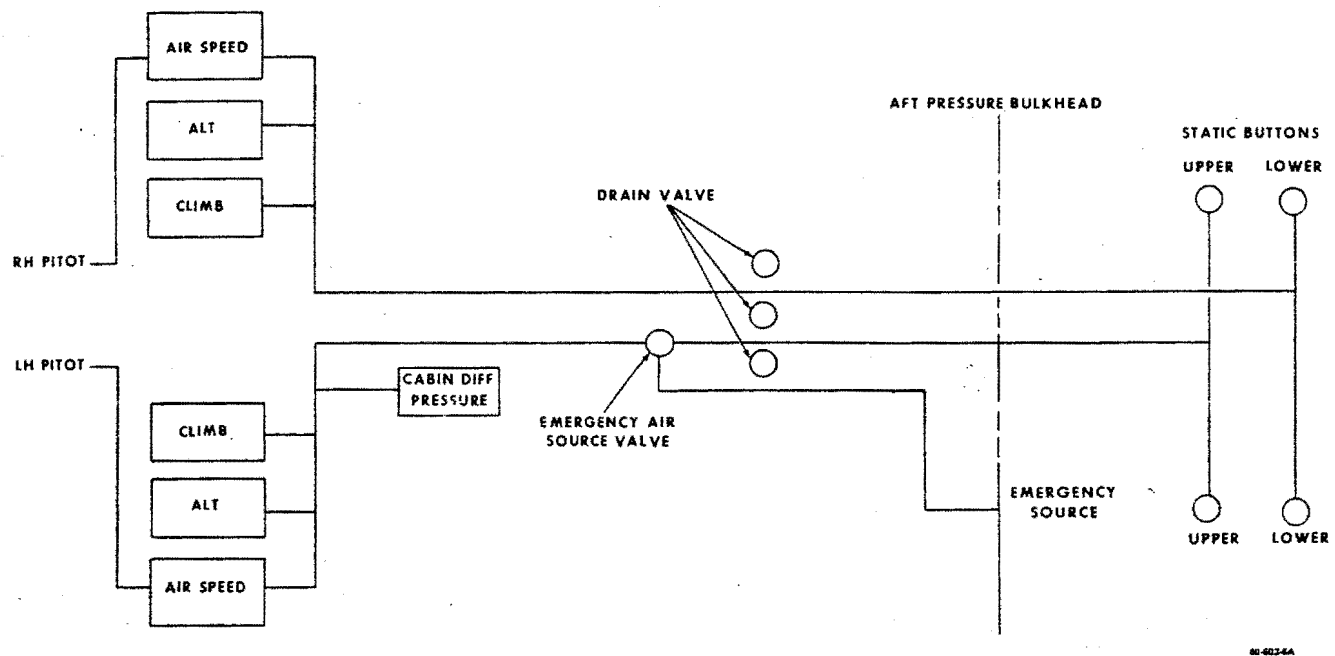 AIR SPEED
ALT
CLIMB
RH PITOT
LH PITOT
CLIMB
ALT
AIR SPEED
CABIN DIFF
PRESSURE
DRAIN VALVE
EMERGENCY AIR
SOURCE VALVE
AFT PRESSURE BULKHEAD
STATIC BUTTONS
UPPER
LOWER
EMERGENCY
SOURCE
UPPER
LOWER